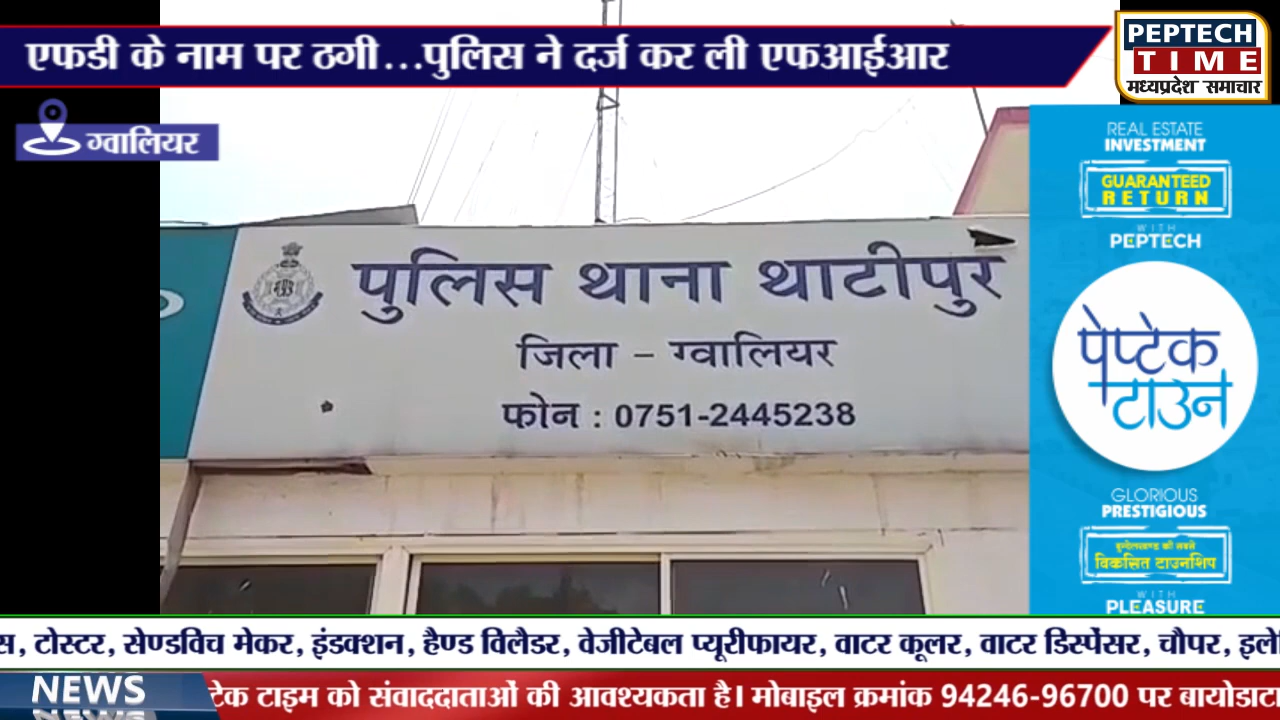 एफडी के नाम पर ठगी...पुलिस ने दर्ज कर ली एफआईआर
PEPTECH
TIME
मध्यप्रदेश समाचार
ग्वालियर
पुलिस थाना थाटीपुर
जिला – ग्वालियर
फोन : 0751-2445238
REAL ESTATE
INVESTMENT
GUARANTEED
RETURN
WITH
PEPTECH
पेप्टेक
टाउन
GLORIOUS
PRESTIGIOUS
बुन्देलखण्ड की सबसे
विकसित टाउनशिप
WITH
PLEASURE
स, टोस्टर, सेण्डविच मेकर, इंडक्शन, हैण्ड विलैडर, वेजीटेबल प्यूरीफायर, वाटर कूलर, वाटर डिस्पेंसर, चौपर, इले
NEWS
टेक टाइम को संवाददाताओं की आवश्यकता है। मोबाइल क्रमांक 94246-96700 पर बायोडाटा